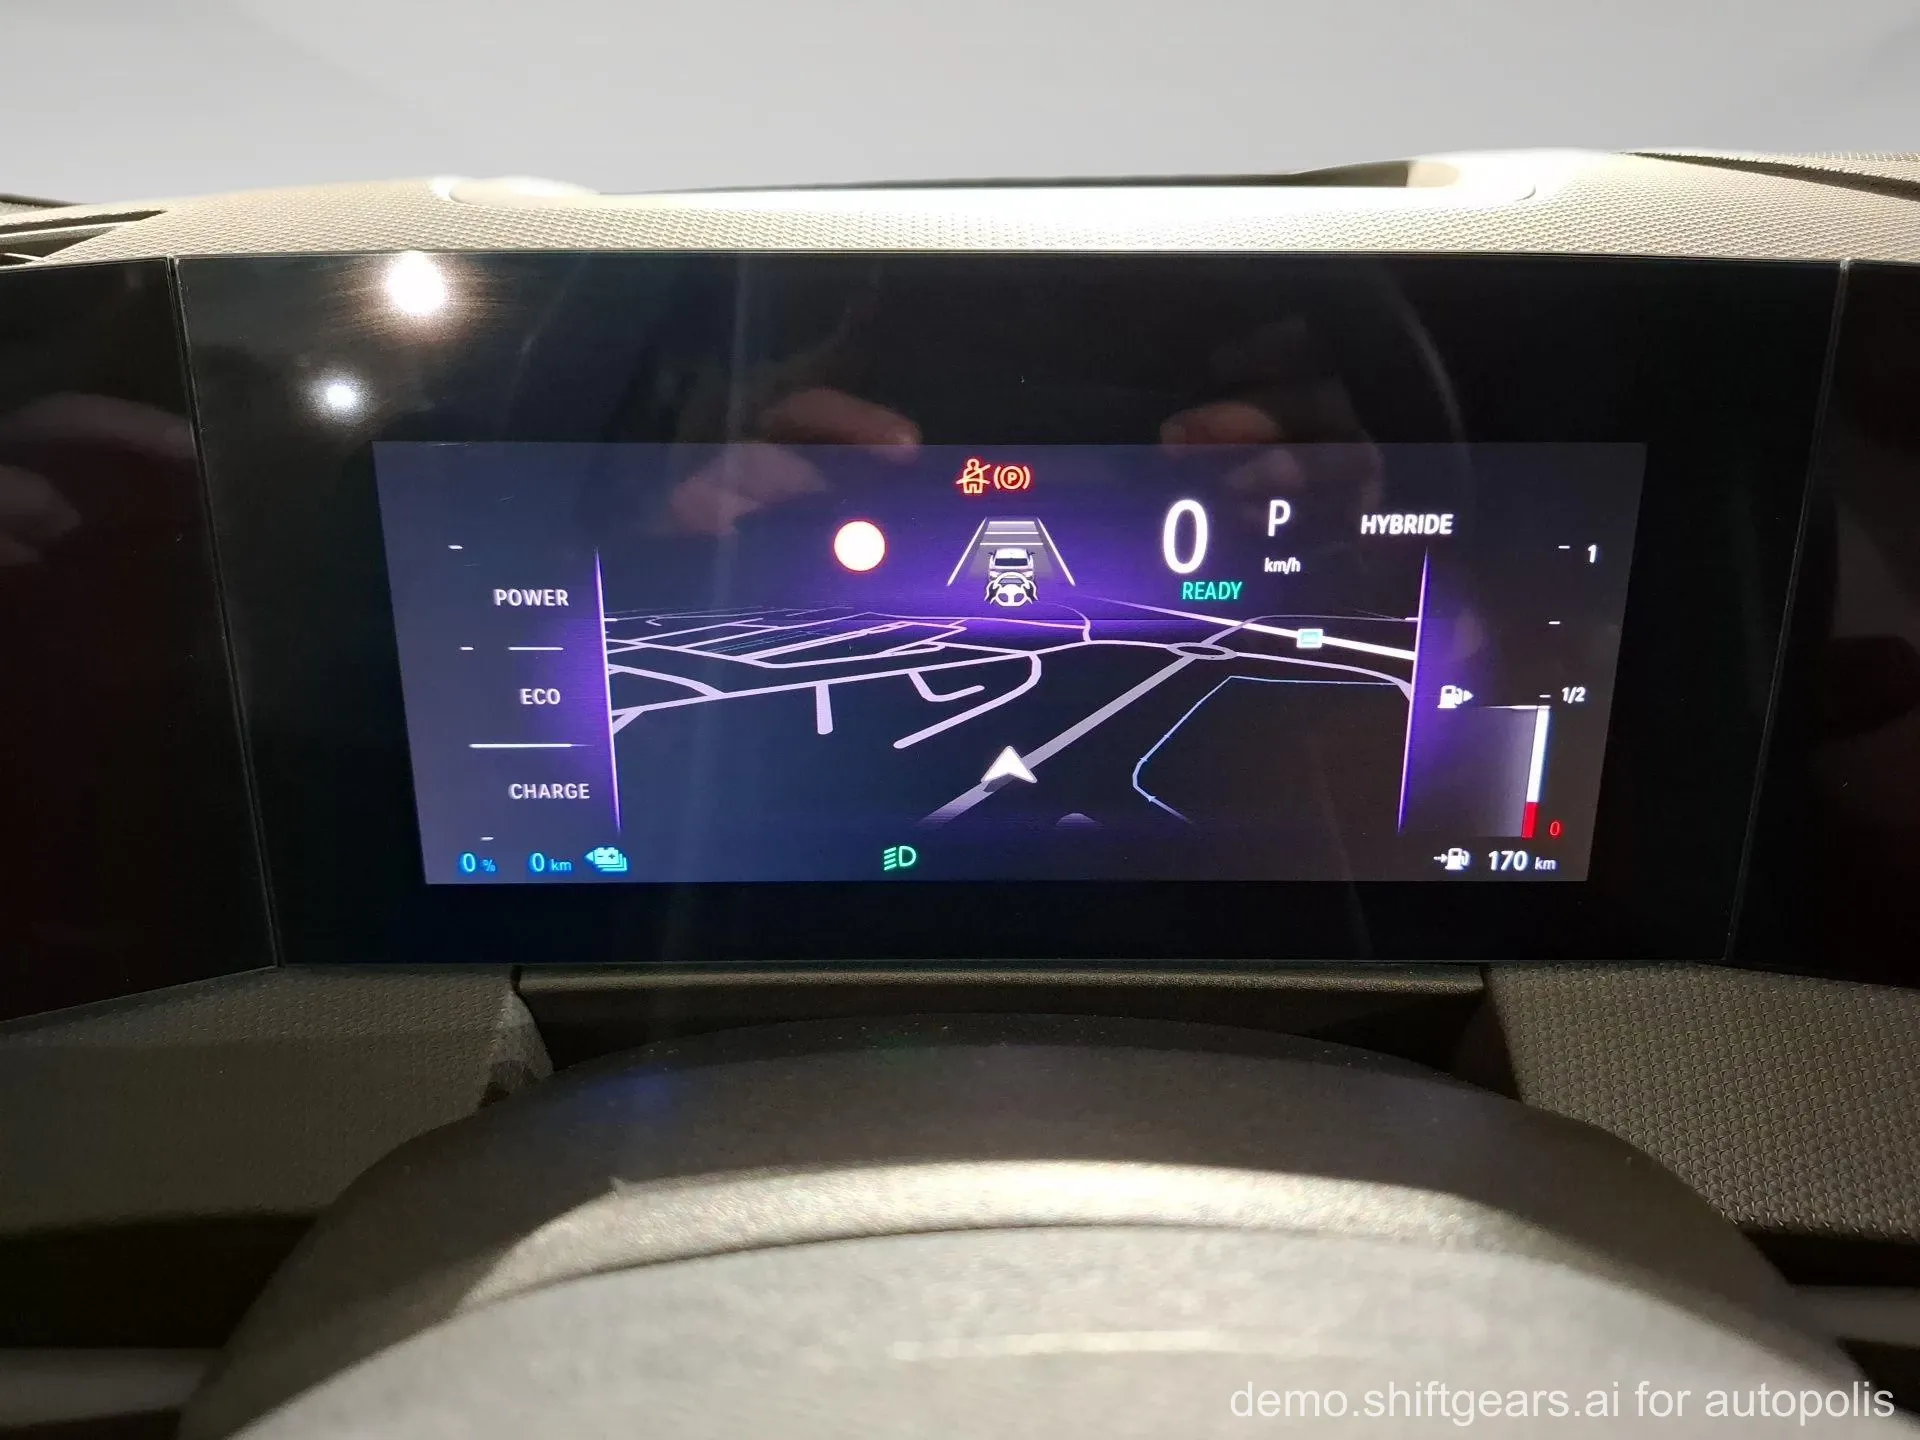 0 P HYBRIDE
km/h
READY
1
POWER
ECO
1/2
CHARGE
0
0 % 0 km
170 km
demo.shiftgears.ai for autopolis